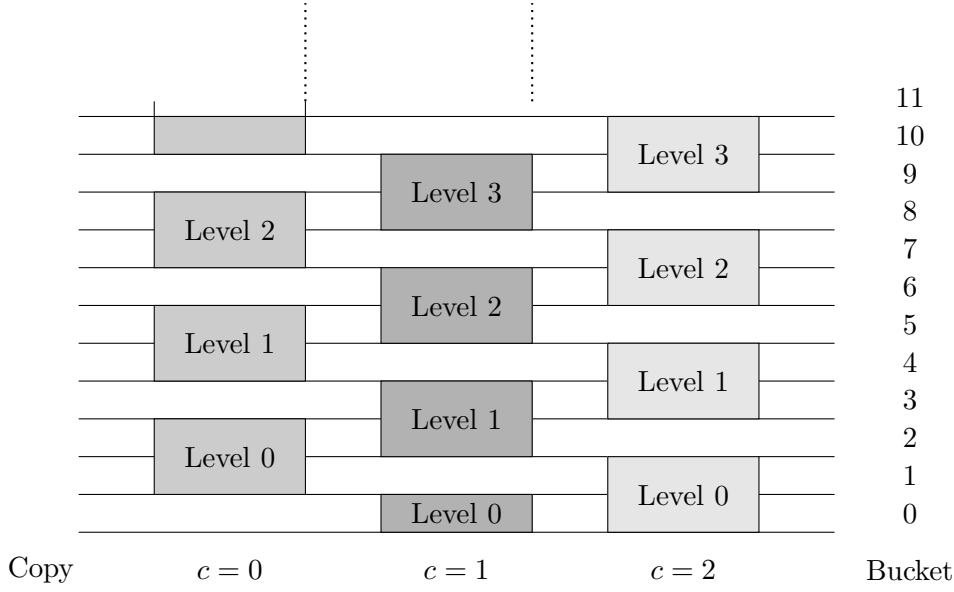 11
10
Level 3
Level 3
9
Level 2
8
Level 2
7
Level 2
6
Level 1
5
Level 1
4
Level 1
3
Level 0
2
Level 0
1
Level 0
0
Copy c = 0 c = 1 c = 2 Bucket